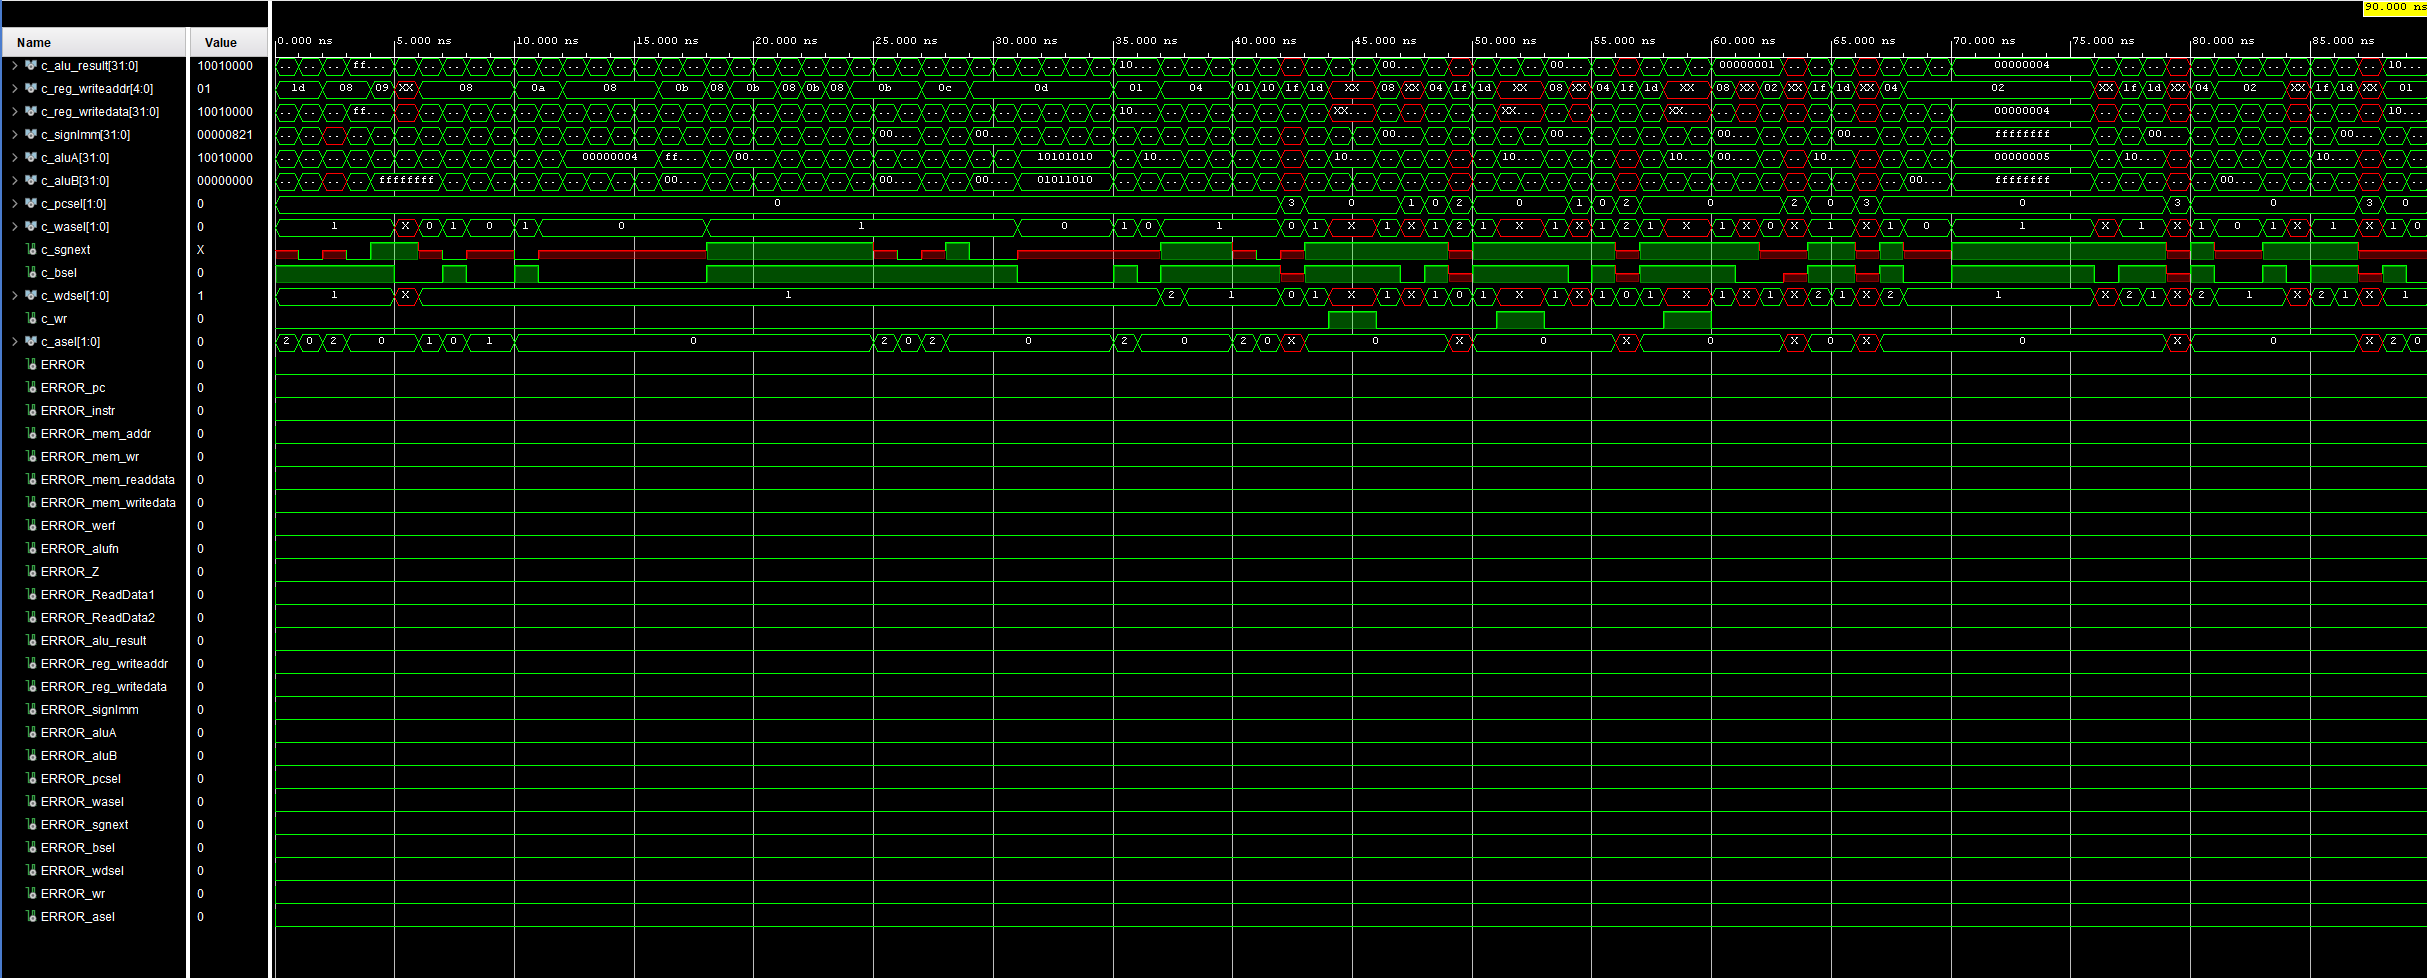 90.000 ns
Name Value 0.000 ns 5.000 ns 10.000 ns 15.000 ns 20.000 ns 25.000 ns 30.000 ns 35.000 ns 40.000 ns 45.000 ns 50.000 ns 55.000 ns 60.000 ns 65.000 ns 70.000 ns 75.000 ns 80.000 ns 85.000 ns
c_alu_result[31:0] 10010000 ff... 10... 00... 00... 00000001 00000004 10...
c_reg_writeaddr[4:0] 01 1d 08 09 XX 08 0a 08 0b 08 0b 08 0b 08 0b 0c 0d 01 04 01 10 1f 1d XX 08 XX 04 1f 1d XX 08 XX 04 1f 1d XX 08 XX 02 XX 1f 1d XX 04 02 XX 1f 1d XX 04 02 XX 1f 1d XX 01
c_reg_writedata[31:0] 10010000 ff... 10... XX... XX... XX... 00000004 10...
c_signImm[31:0] 00000821 00... 00... 00... 00... 00... 00... ffffffff 00... 00...
c_aluA[31:0] 10010000 00000004 ff... 00... 10101010 10... 10... 10... 10... 00... 10... 00000005 10... 10...
c_aluB[31:0] 00000000 ffffffff 00... 00... 00... 01011010 00... ffffffff 00...
c_pcsel[1:0] 0 0 3 0 1 0 2 0 1 0 2 0 2 0 3 0 3 0 3 0
c_wasel[1:0] 0 1 X 0 1 0 1 0 1 0 1 0 1 0 1 X 1 X 1 2 1 X 1 X 1 2 1 X 1 X 0 X 1 X 1 0 1 X 1 X 1 0 1 X 1 X 1 0
c_sgnext X
c_bsel 0
c_wdsel[1:0] 1 1 X 1 2 1 0 1 X 1 X 1 0 1 X 1 X 1 0 1 X 1 X 1 X 2 1 X 2 1 X 2 1 X 2 1 X 2 1 X 1
c_wr 0
c_asel[1:0] 0 2 0 2 0 1 0 1 0 2 0 2 0 2 0 2 0 X 0 X 0 X 0 X 0 X 0 X 0 X 2 0
ERROR 0
ERROR_pc 0
ERROR_instr 0
ERROR_mem_addr 0
ERROR_mem_wr 0
ERROR_mem_readdata 0
ERROR_mem_writedata 0
ERROR_werf 0
ERROR_alufn 0
ERROR_Z 0
ERROR_ReadData1 0
ERROR_ReadData2 0
ERROR_alu_result 0
ERROR_reg_writeaddr 0
ERROR_reg_writedata 0
ERROR_signImm 0
ERROR_aluA 0
ERROR_aluB 0
ERROR_pcsel 0
ERROR_wasel 0
ERROR_sgnext 0
ERROR_bsel 0
ERROR_wdsel 0
ERROR_wr 0
ERROR_asel 0